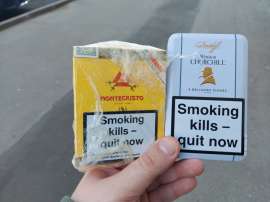 MONTECRISTO
Smoking
kills –
quit now
Davidoff
Winston
CHURCHILL
Smoking
kills –
quit now